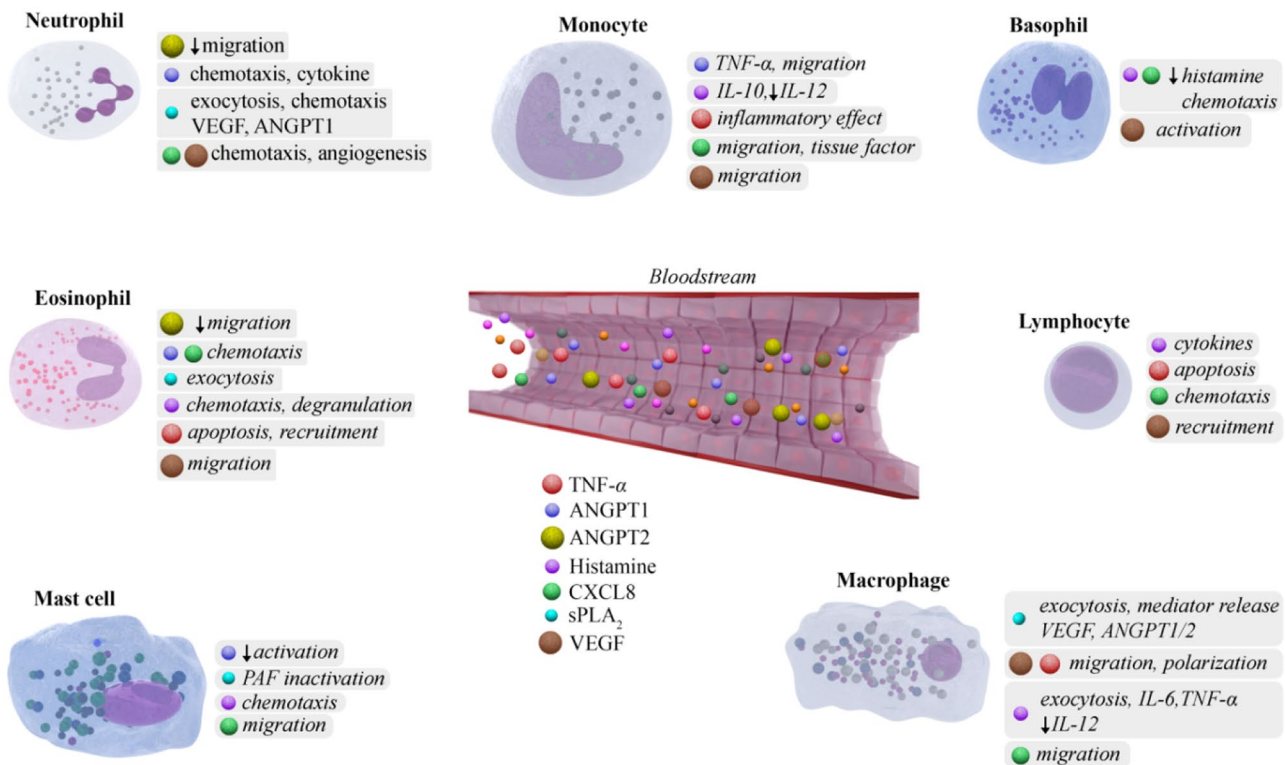 Neutrophil
↓migration
chemotaxis, cytokine
exocytosis, chemotaxis
VEGF, ANGPT1
chemotaxis, angiogenesis
Monocyte
TNF-α, migration
IL-10,↓IL-12
inflammatory effect
migration, tissue factor
migration
Basophil
↓ histamine
chemotaxis
activation
Eosinophil
↓migration
chemotaxis
exocytosis
chemotaxis, degranulation
apoptosis, recruitment
migration
Bloodstream
TNF-α
ANGPT1
ANGPT2
Histamine
CXCL8
sPLA₂
VEGF
Lymphocyte
cytokines
apoptosis
chemotaxis
recruitment
Mast cell
↓activation
PAF inactivation
chemotaxis
migration
Macrophage
exocytosis, mediator release
VEGF, ANGPT1/2
migration, polarization
exocytosis, IL-6,TNF-α
↓IL-12
migration